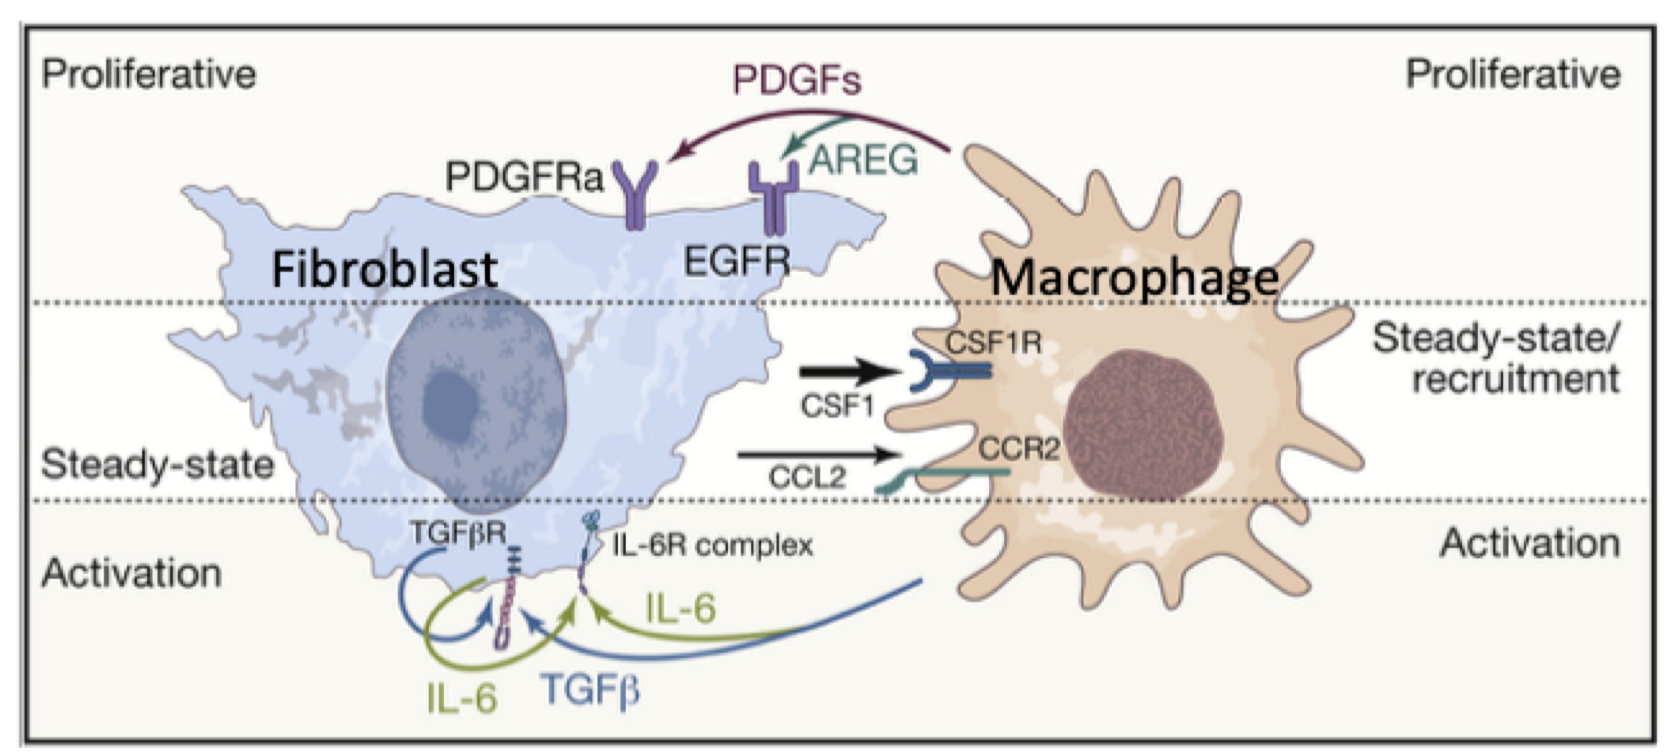 Proliferative
Proliferative
PDGFs
PDGFRa
AREG
EGFR
Fibroblast
Macrophage
CSF1R
Steady-state/
recruitment
CSF1
CCR2
Steady-state
CCL2
TGFβR
IL-6R complex
Activation
Activation
IL-6
IL-6
TGFβ